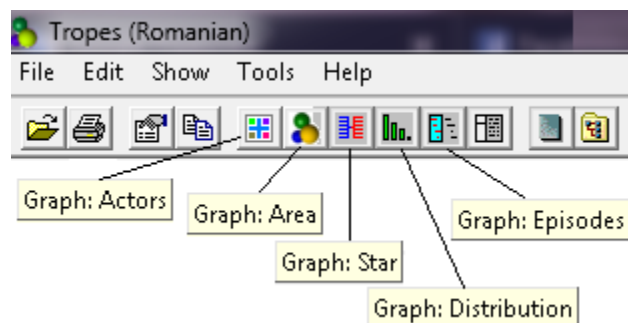 Tropes (Romanian)
File Edit Show Tools Help
Graph: Actors
Graph: Area
Graph: Episodes
Graph: Star
Graph: Distribution